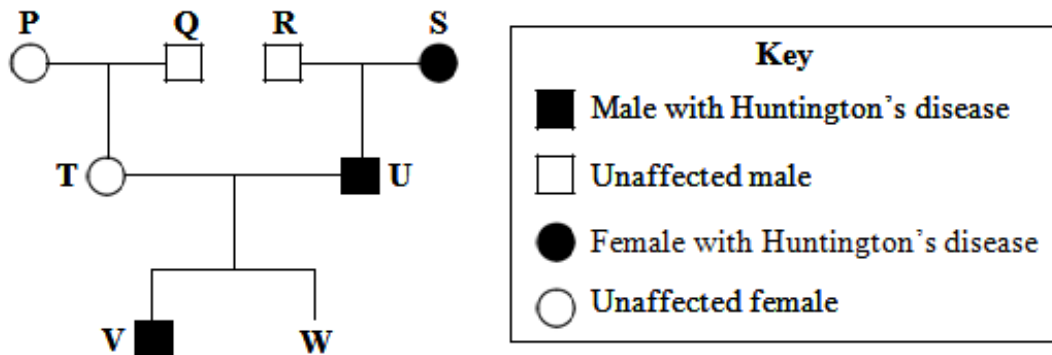 P Q R S
T U
V W
Key
Male with Huntington's disease
Unaffected male
Female with Huntington's disease
Unaffected female